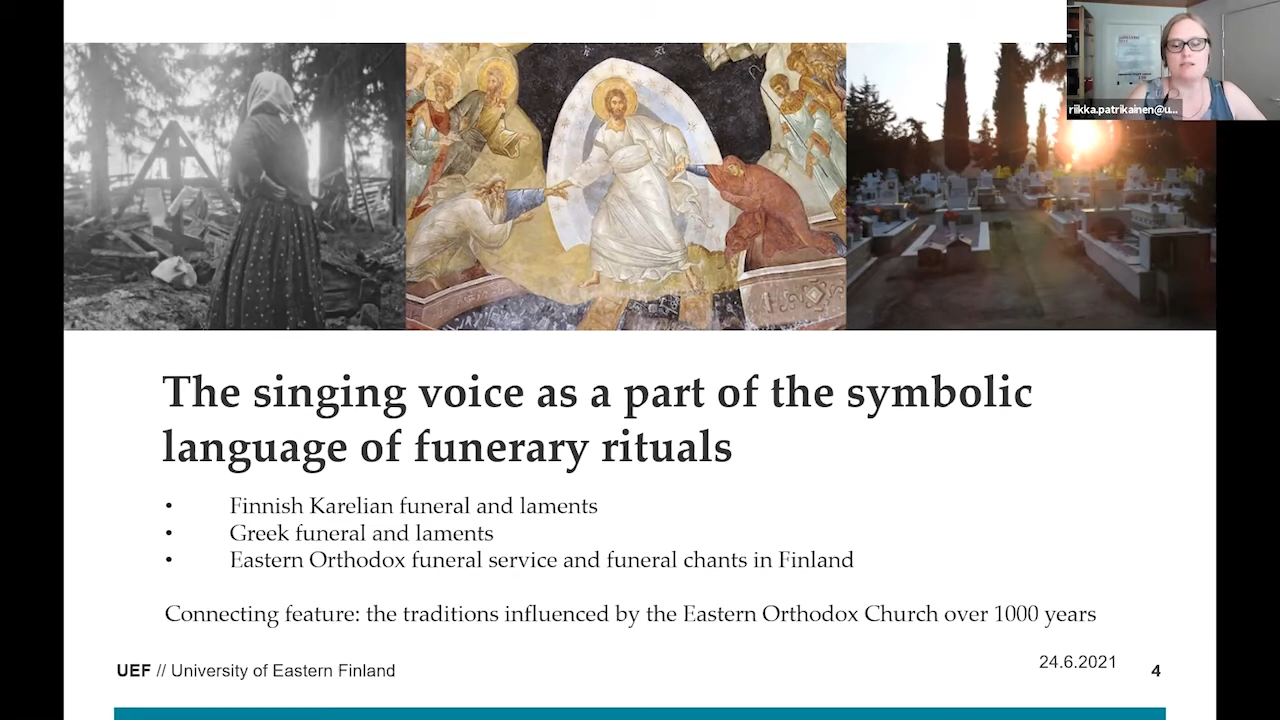 riikka.patrikainen@u...
The singing voice as a part of the symbolic
language of funerary rituals
• Finnish Karelian funeral and laments
• Greek funeral and laments
• Eastern Orthodox funeral service and funeral chants in Finland
Connecting feature: the traditions influenced by the Eastern Orthodox Church over 1000 years
UEF // University of Eastern Finland
24.6.2021
4